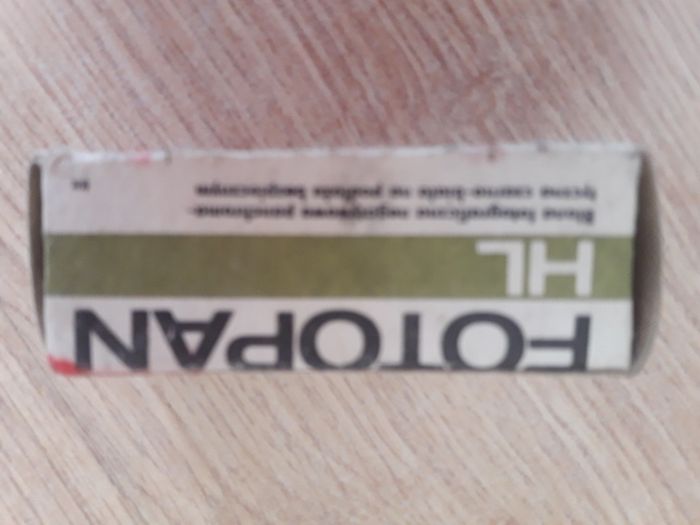 FOTOPAN
HL
Błona fotograficzna negatywowa panchroma-
tyczna czarno-biała na podłożu bezpiecznym